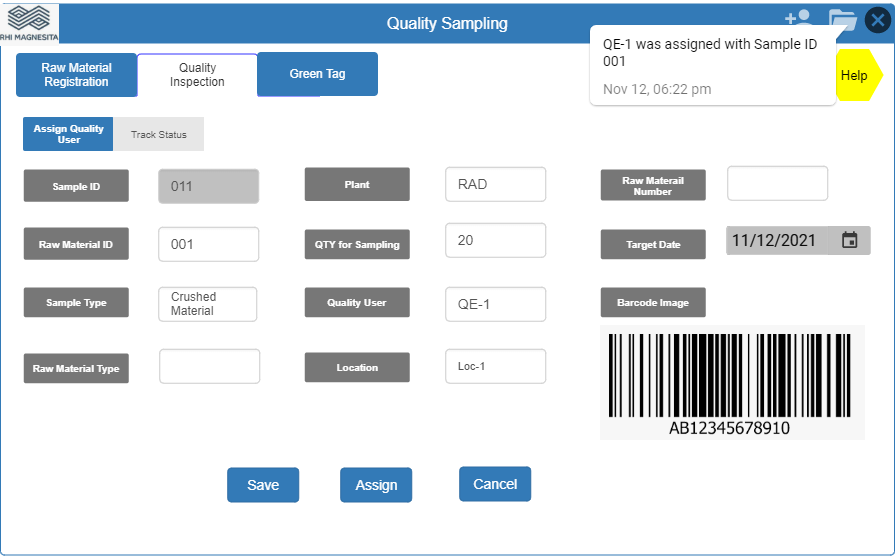 RHI MAGNESITA
Quality Sampling
QE-1 was assigned with Sample ID
001
Nov 12, 06:22 pm
Help
Raw Material
Registration
Quality
Inspection
Green Tag
Assign Quality
User
Track Status
Sample ID
011
Plant
RAD
Raw Materail
Number
Raw Material ID
001
QTY for Sampling
20
Target Date
11/12/2021
Sample Type
Crushed
Material
Quality User
QE-1
Barcode Image
Raw Material Type
Location
Loc-1
AB12345678910
Save
Assign
Cancel